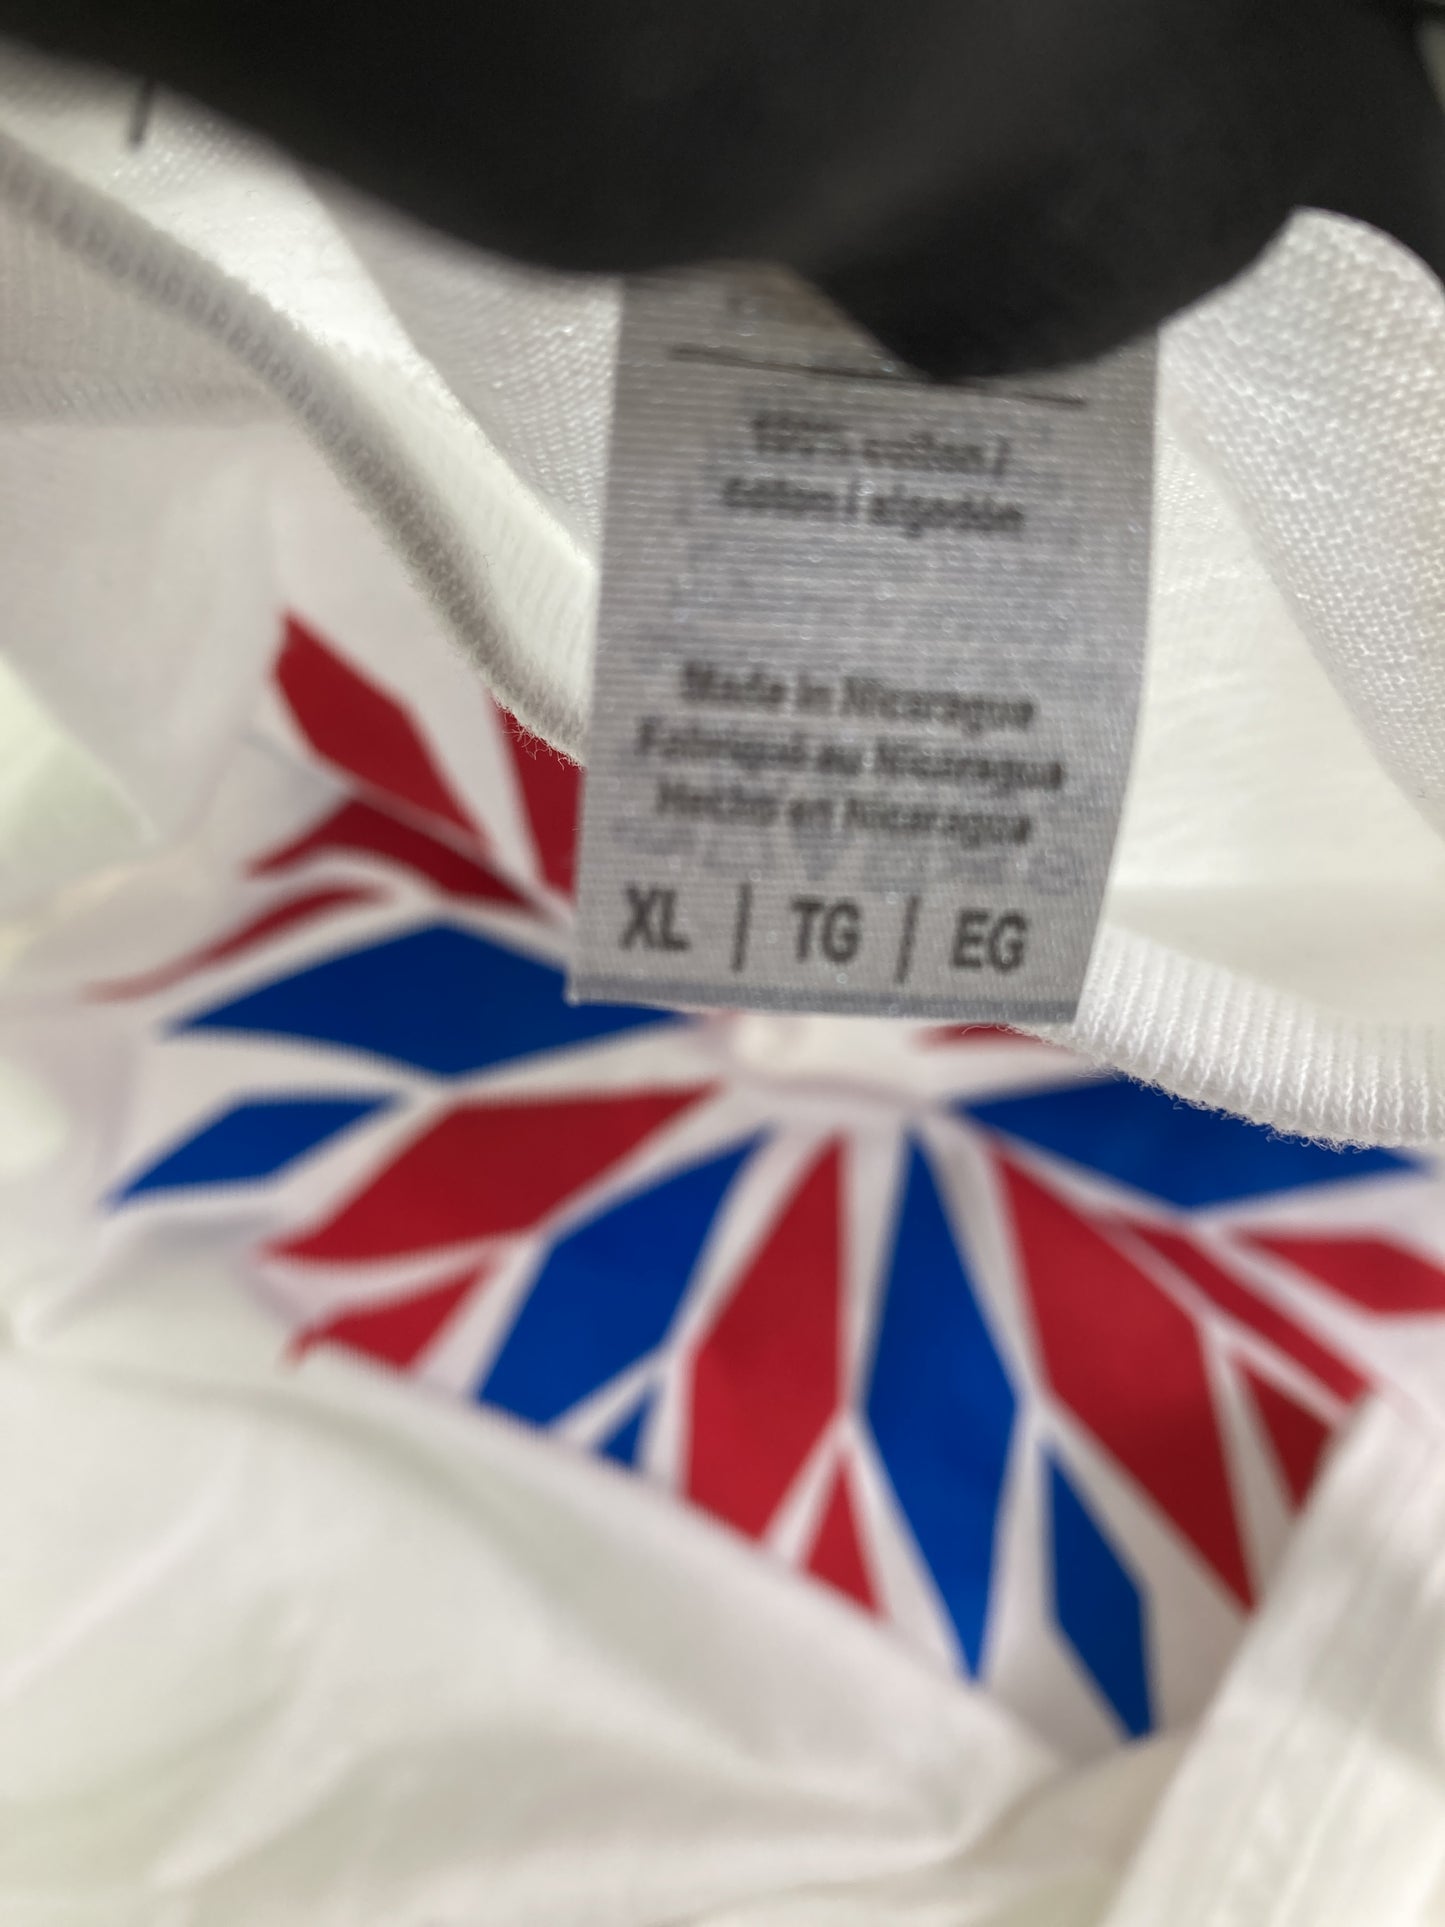 100% cotton /
coton / algodón
Made in Nicaragua
Fabriqué au Nicaragua
Hecho en Nicaragua
XL | TG | EG